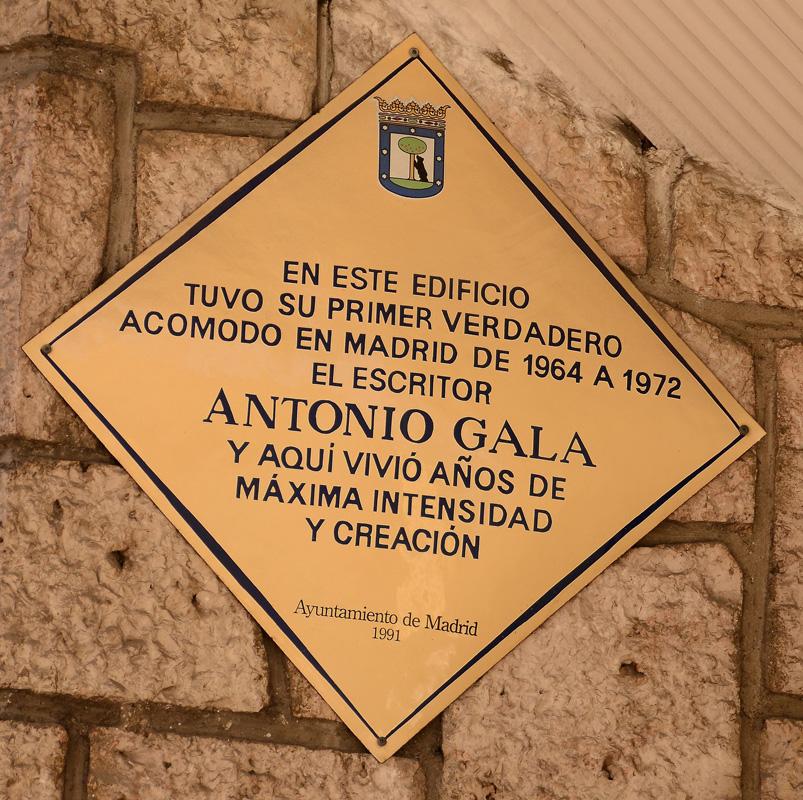 EN ESTE EDIFICIO
TUVO SU PRIMER VERDADERO
ACOMODO EN MADRID DE 1964 A 1972
EL ESCRITOR
ANTONIO GALA
Y AQUÍ VIVIÓ AÑOS DE
MÁXIMA INTENSIDAD
Y CREACIÓN
Ayuntamiento de Madrid
1991